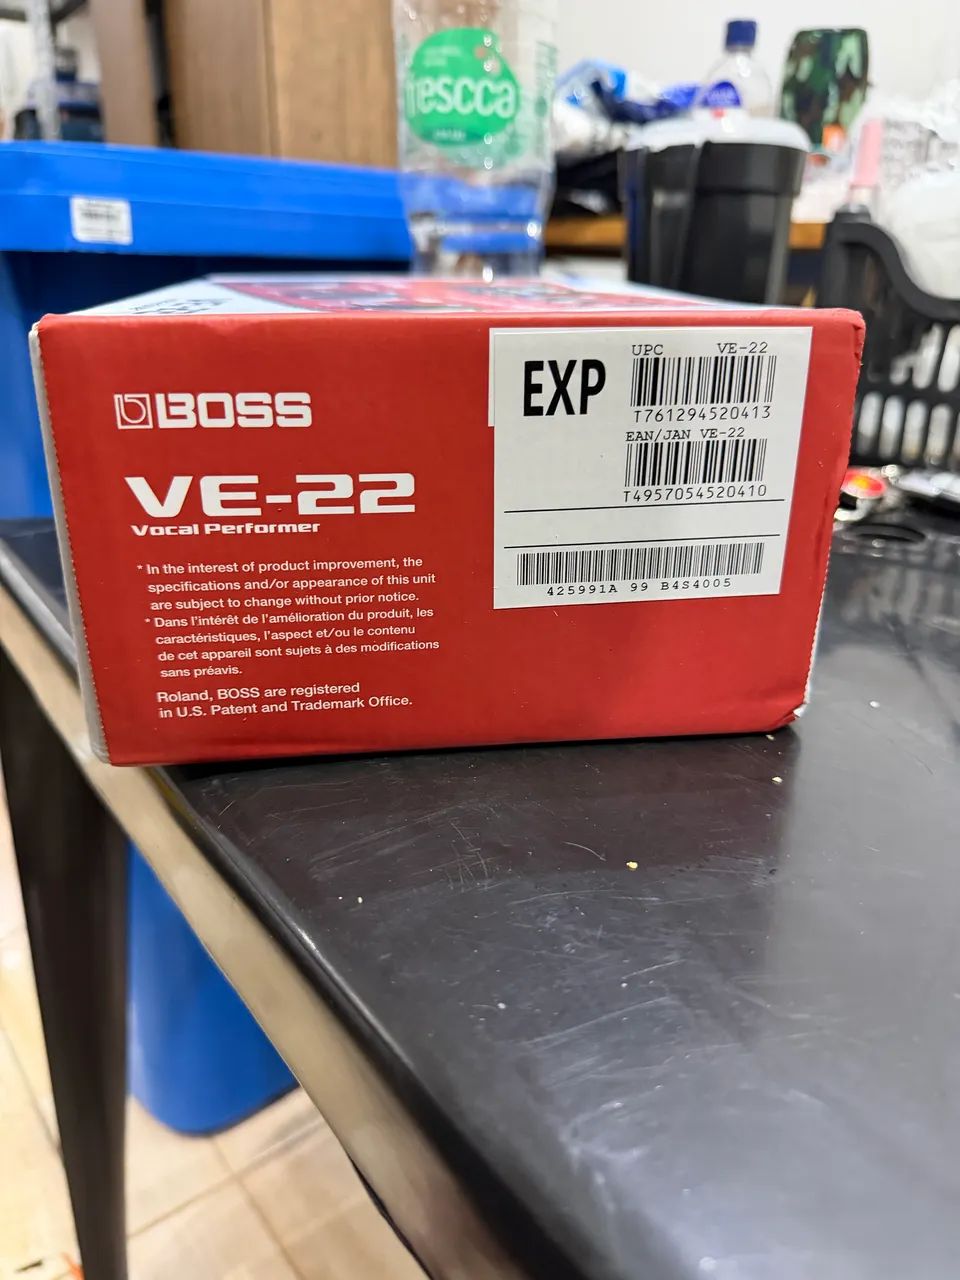 frescca
BOSS
VE-22
Vocal Performer
* In the interest of product improvement, the
specifications and/or appearance of this unit
are subject to change without prior notice.
* Dans l'intérêt de l'amélioration du produit, les
caractéristiques, l'aspect et/ou le contenu
de cet appareil sont sujets à des modifications
sans préavis.
Roland, BOSS are registered
in U.S. Patent and Trademark Office.
EXP
UPC VE-22
T761294520413
EAN/JAN VE-22
T4957054520410
425991A 99 B4S4005